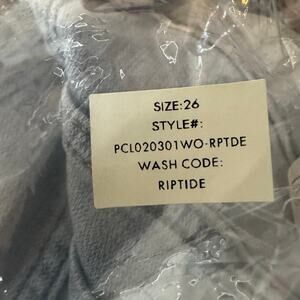 SIZE:26
STYLE#:
PCL020301WO-RPTDE
WASH CODE:
RIPTIDE